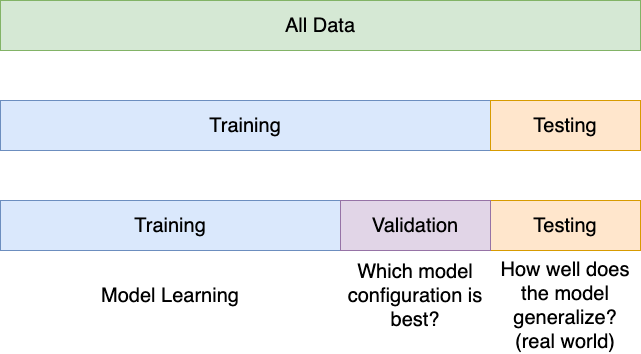 All Data
Training
Testing
Training
Validation
Testing
Model Learning
Which model
configuration is
best?
How well does
the model
generalize?
(real world)